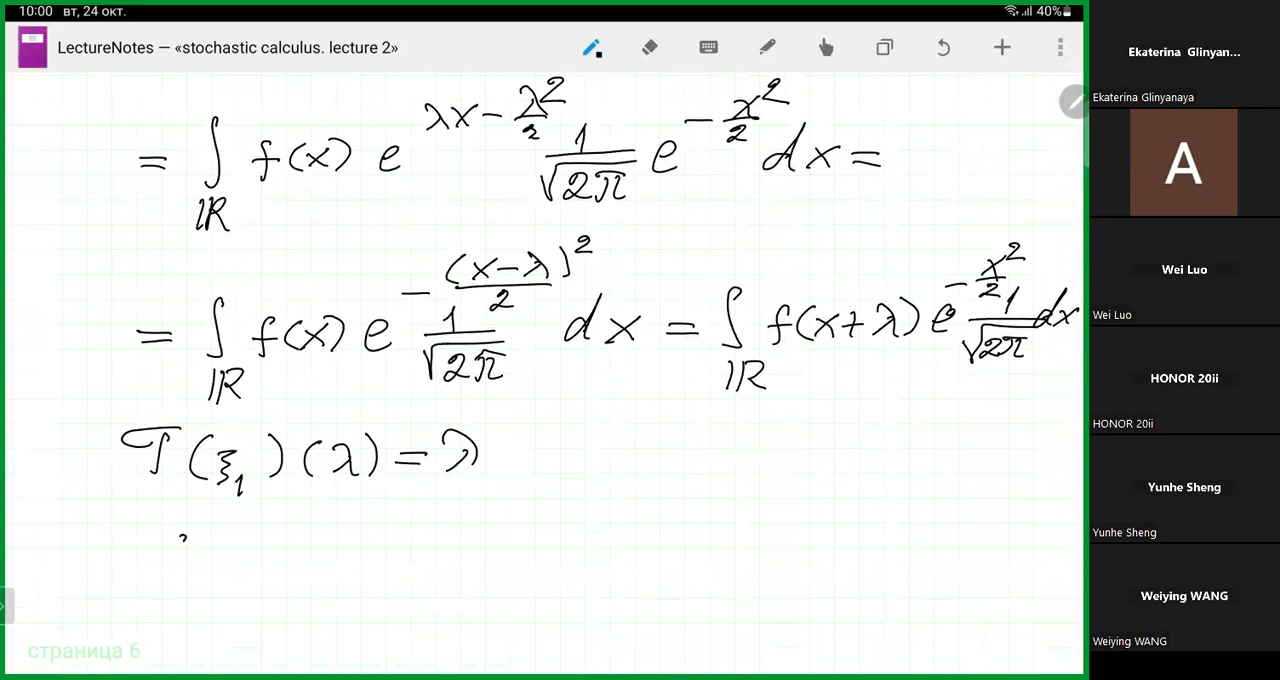 10:00 вт, 24 окт.
40%
LectureNotes — «stochastic calculus. lecture 2»
= ∫_ℝ f(x) e^{λx − λ²/2} 1/√(2π) e^{−x²/2} dx =
= ∫_ℝ f(x) e^{−(x−λ)²/2} 1/√(2π) dx = ∫_ℝ f(x+λ) e^{−x²/2} 1/√(2π) dx
𝒯(ξ₁)(λ) = λ
страница 6
Ekaterina Glinyan...
Ekaterina Glinyanaya
A
Wei Luo
Wei Luo
HONOR 20ii
HONOR 20ii
Yunhe Sheng
Yunhe Sheng
Weiying WANG
Weiying WANG